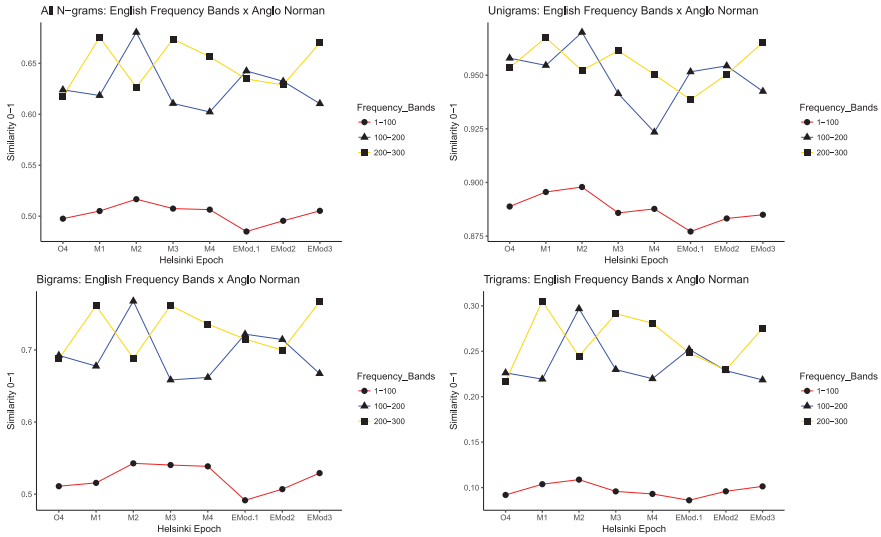 All N-grams: English Frequency Bands x Anglo Norman
Similarity 0-1
0.65
0.60
0.55
0.50
O4 M1 M2 M3 M4 EMod.1 EMod2 EMod3
Helsinki Epoch
Frequency_Bands
1-100
100-200
200-300
Unigrams: English Frequency Bands x Anglo Norman
Similarity 0-1
0.950
0.925
0.900
0.875
O4 M1 M2 M3 M4 EMod.1 EMod2 EMod3
Helsinki Epoch
Frequency_Bands
1-100
100-200
200-300
Bigrams: English Frequency Bands x Anglo Norman
Similarity 0-1
0.7
0.6
0.5
O4 M1 M2 M3 M4 EMod.1 EMod2 EMod3
Helsinki Epoch
Frequency_Bands
1-100
100-200
200-300
Trigrams: English Frequency Bands x Anglo Norman
Similarity 0-1
0.30
0.25
0.20
0.15
0.10
O4 M1 M2 M3 M4 EMod.1 EMod2 EMod3
Helsinki Epoch
Frequency_Bands
1-100
100-200
200-300